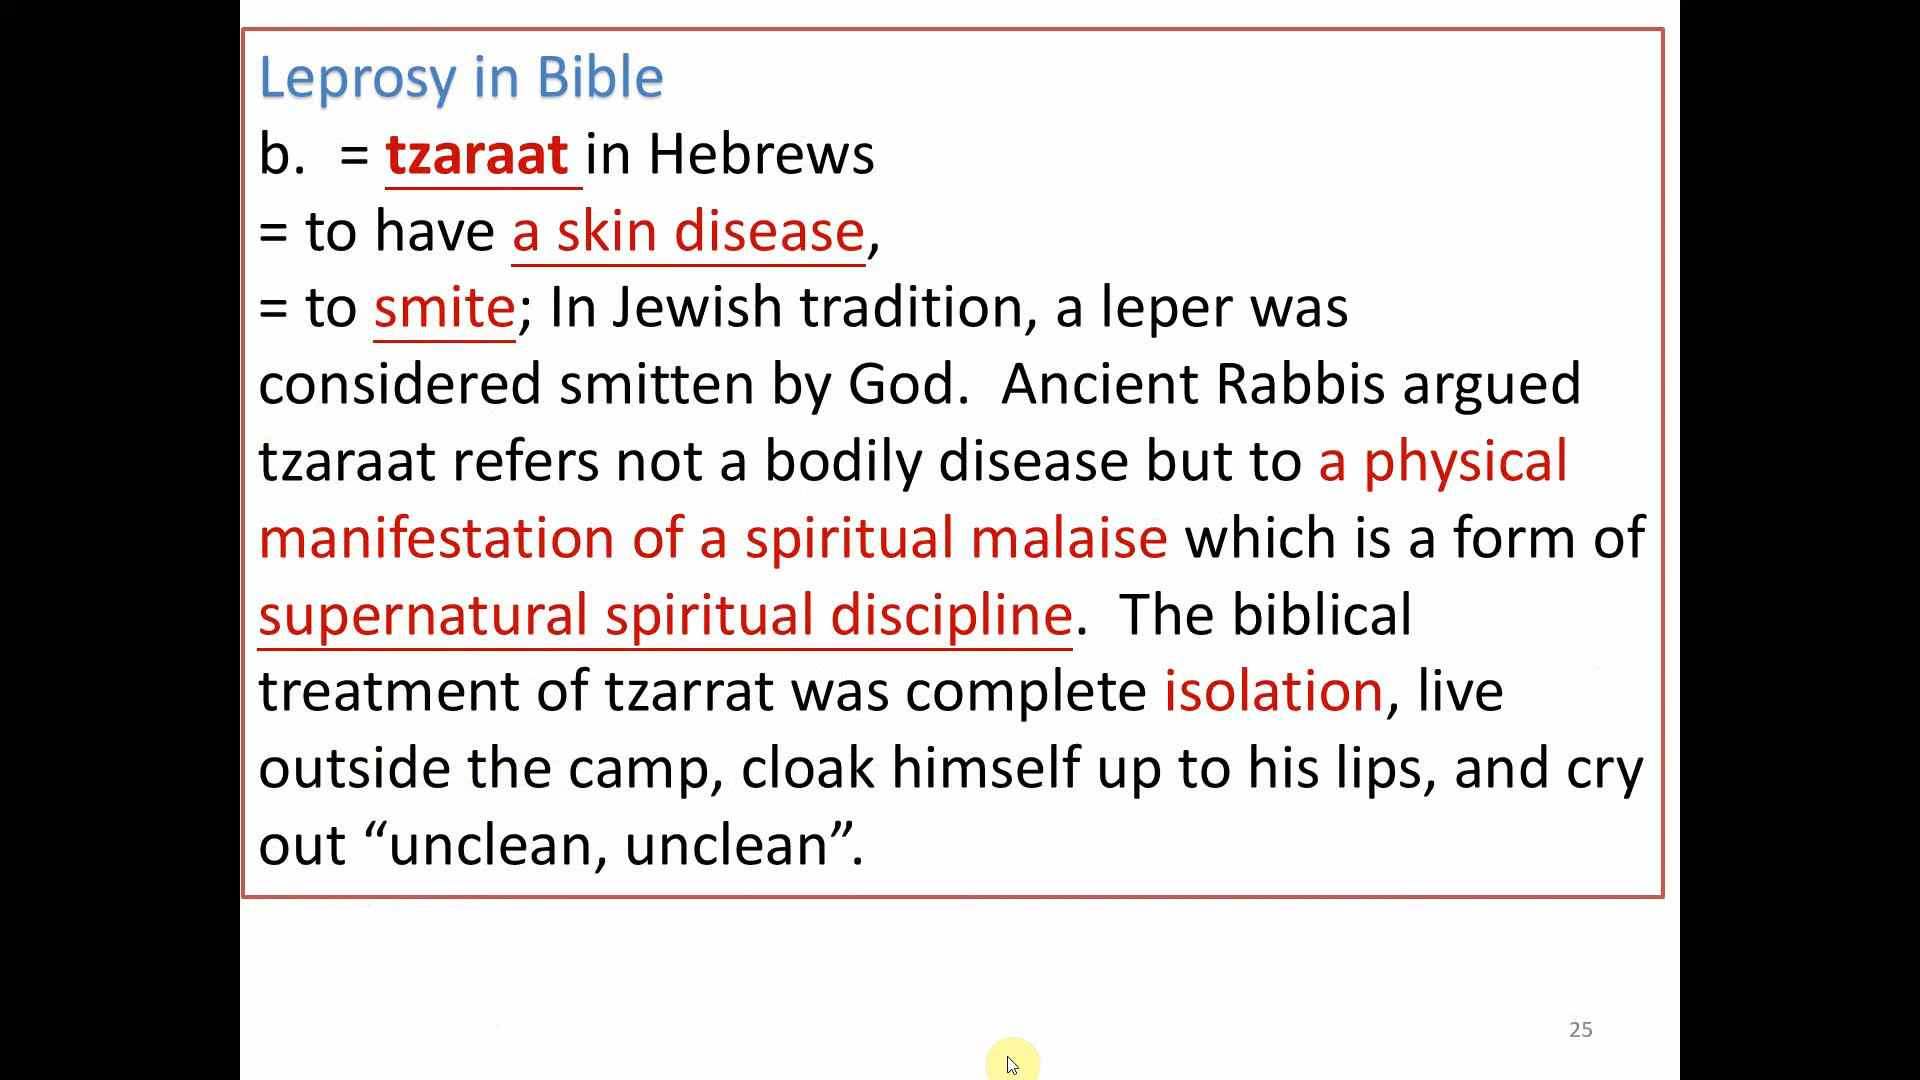 Leprosy in Bible
b.  = tzaraat in Hebrews
= to have a skin disease,
= to smite; In Jewish tradition, a leper was
considered smitten by God.  Ancient Rabbis argued
tzaraat refers not a bodily disease but to a physical
manifestation of a spiritual malaise which is a form of
supernatural spiritual discipline.  The biblical
treatment of tzarrat was complete isolation, live
outside the camp, cloak himself up to his lips, and cry
out “unclean, unclean”.
25